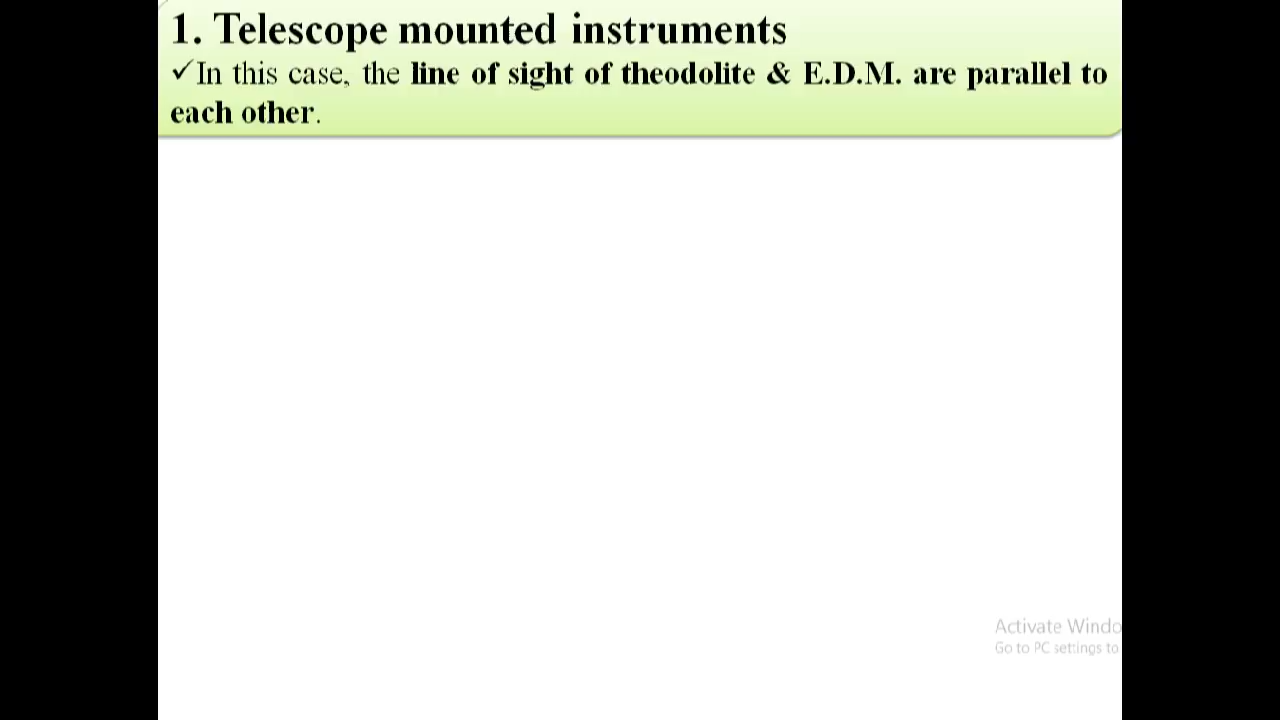 1. Telescope mounted instruments
✓In this case, the line of sight of theodolite & E.D.M. are parallel to
each other.
Activate Windo
Go to PC settings to